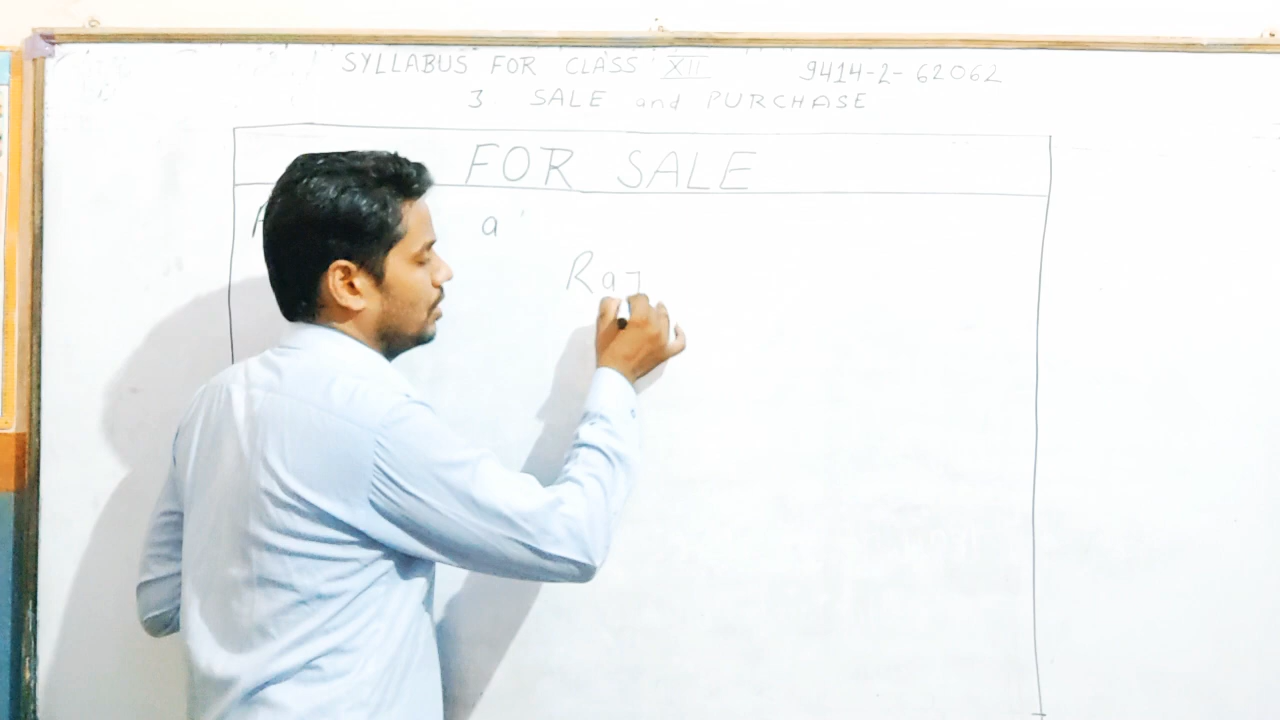 SYLLABUS FOR CLASS XII 9414-2-62062
3. SALE and PURCHASE
FOR SALE
a
Raj